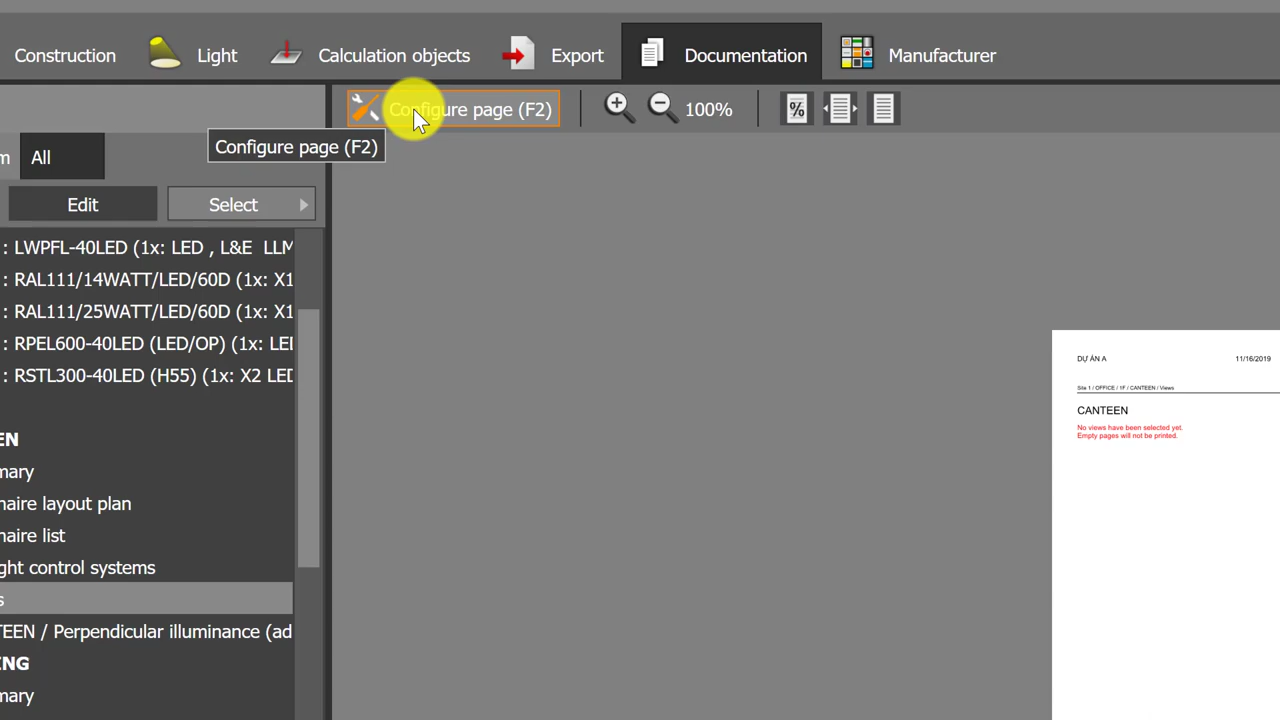 Construction
Light
Calculation objects
Export
Documentation
Manufacturer
Configure page (F2)
100%
%
Configure page (F2)
m
All
Edit
Select
: LWPFL-40LED (1x: LED , L&E LLM
: RAL111/14WATT/LED/60D (1x: X1
: RAL111/25WATT/LED/60D (1x: X1
: RPEL600-40LED (LED/OP) (1x: LE
: RSTL300-40LED (H55) (1x: X2 LED
EN
mary
naire layout plan
naire list
ght control systems
s
TEEN / Perpendicular illuminance (ad
NG
mary
DỰ ÁN A
11/16/2019
Site 1 / OFFICE / 1F / CANTEEN / Views
CANTEEN
No views have been selected yet.
Empty pages will not be printed.